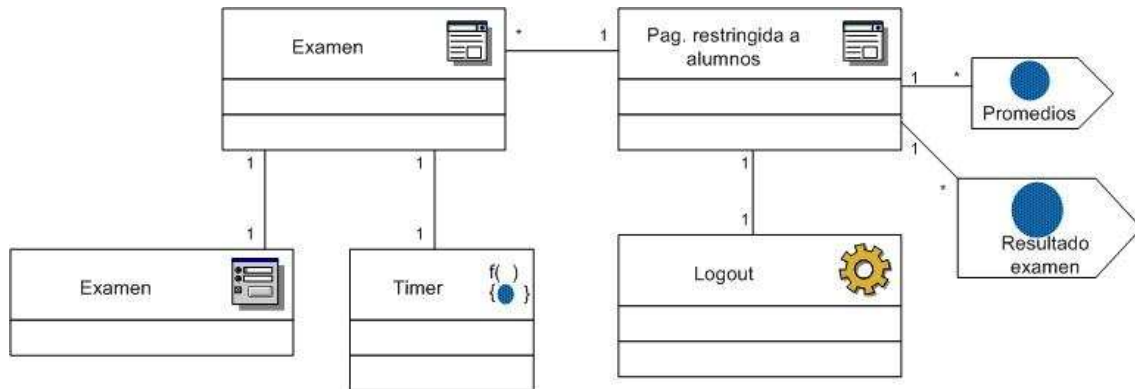 Examen
*
1
Pag. restringida a
alumnos
1
*
Promedios
1
*
Resultado
examen
1
1
1
1
1
1
Examen
Timer
f( )
{ }
Logout